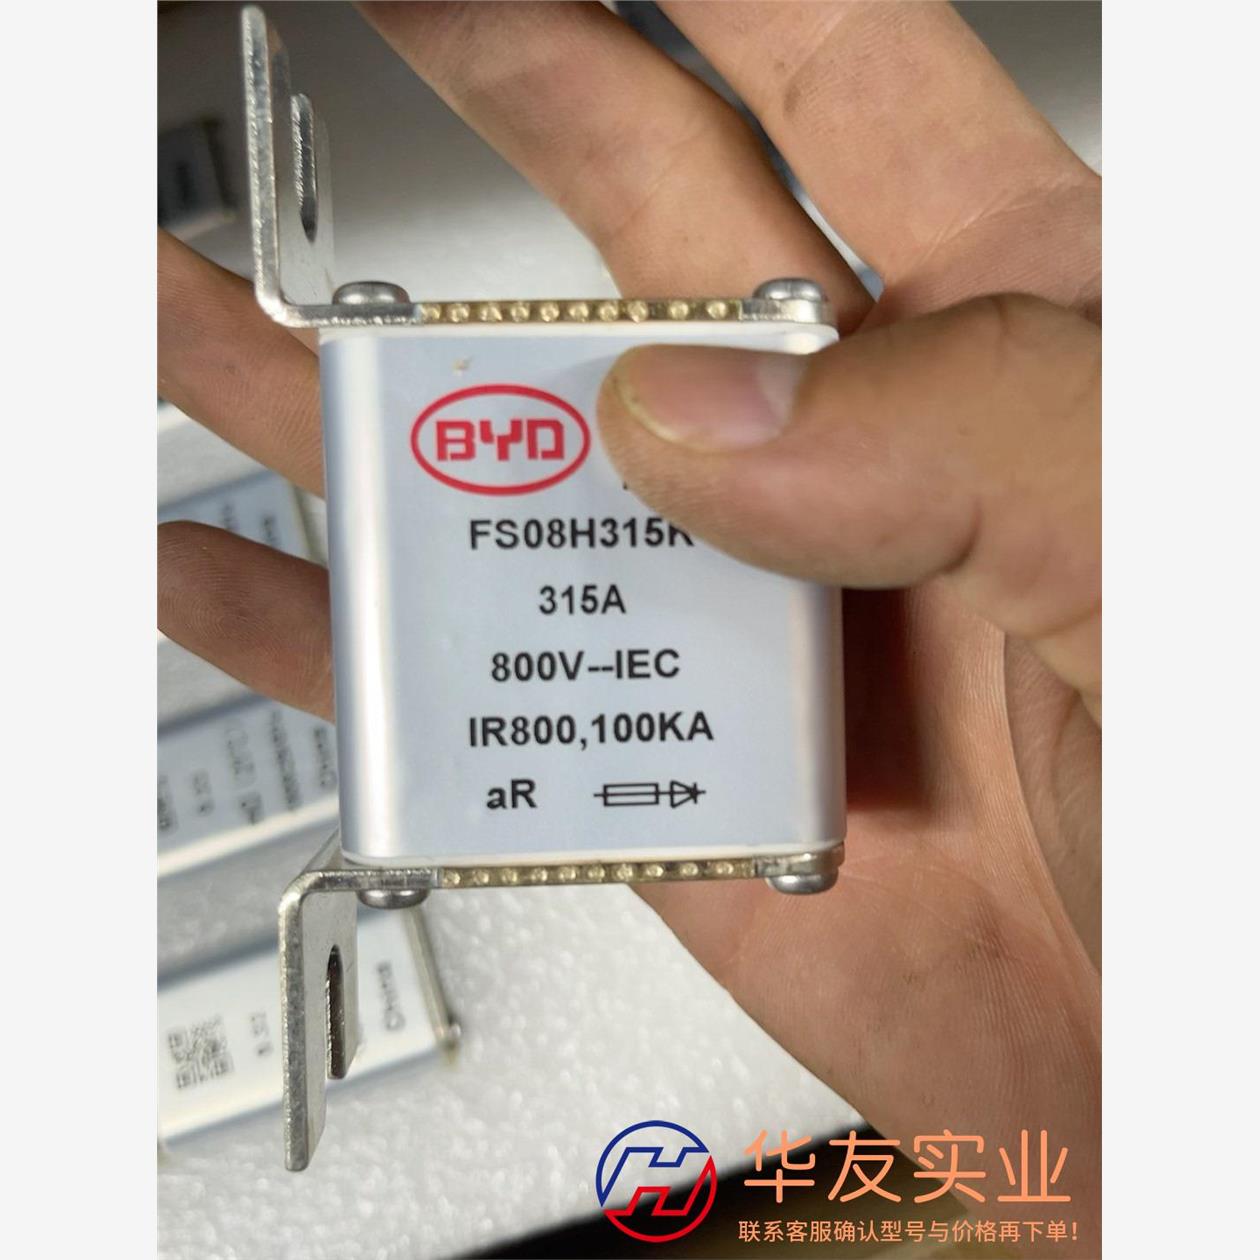 BYD
FS08H315K
315A
800V--IEC
IR800,100KA
aR
华友实业
联系客服确认型号与价格再下单!